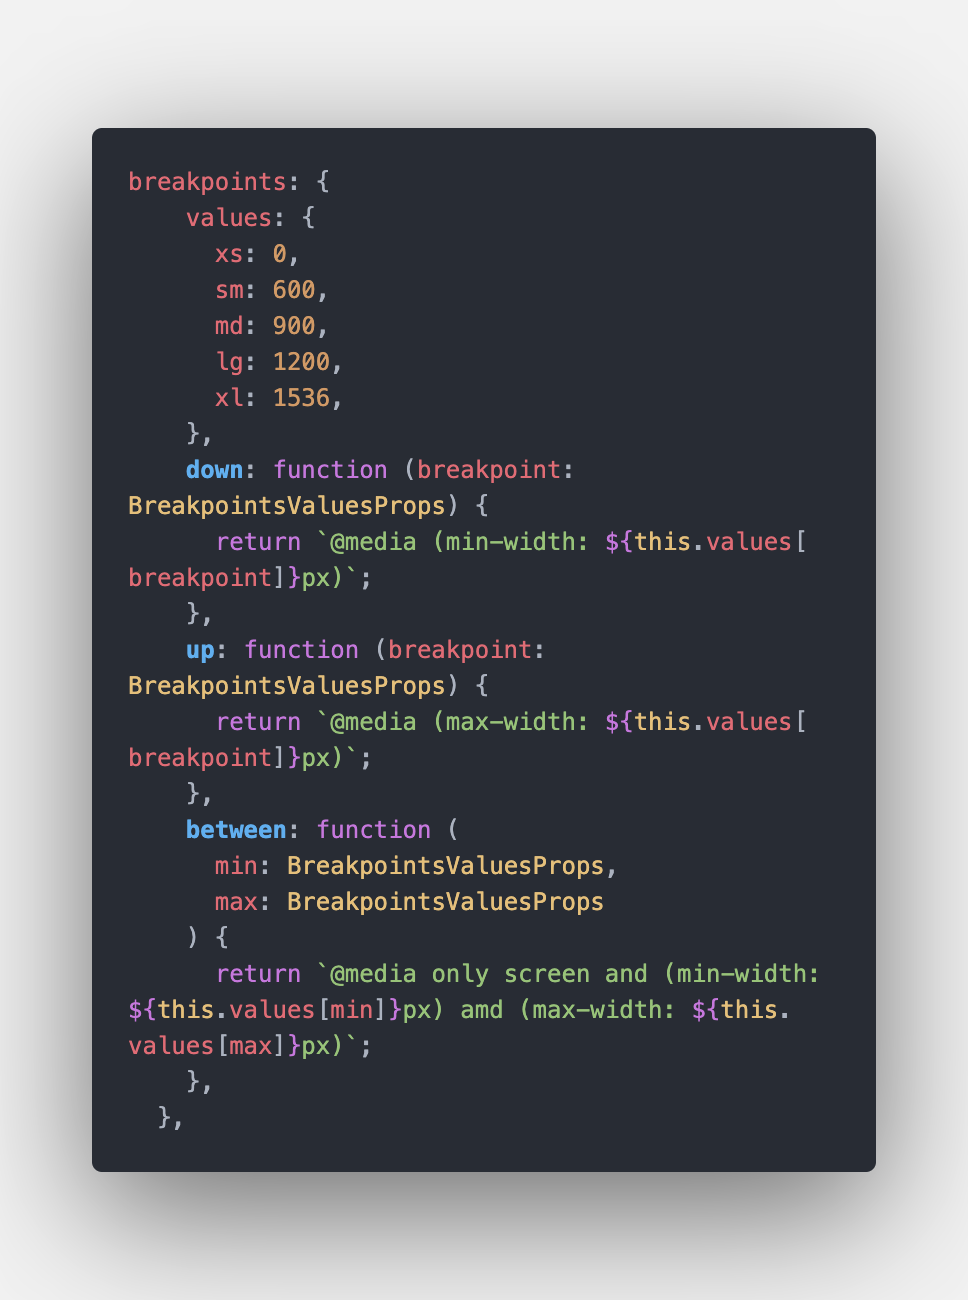 breakpoints: {
    values: {
      xs: 0,
      sm: 600,
      md: 900,
      lg: 1200,
      xl: 1536,
    },
    down: function (breakpoint:
BreakpointsValuesProps) {
      return `@media (min-width: ${this.values[
breakpoint]}px)`;
    },
    up: function (breakpoint:
BreakpointsValuesProps) {
      return `@media (max-width: ${this.values[
breakpoint]}px)`;
    },
    between: function (
      min: BreakpointsValuesProps,
      max: BreakpointsValuesProps
    ) {
      return `@media only screen and (min-width:
${this.values[min]}px) amd (max-width: ${this.
values[max]}px)`;
    },
  },